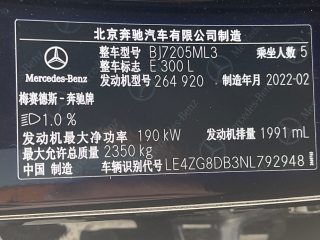 北京奔驰汽车有限公司制造
整车型号 BJ7205ML3 乘坐人数 5
整车标志 E 300 L
Mercedes-Benz 发动机型号 264 920 制造年月 2022-02
梅赛德斯-奔驰牌
1.0 %
发动机最大净功率 190 kW 发动机排量 1991 mL
最大允许总质量 2350 kg
中国 制造 车辆识别代号 LE4ZG8DB3NL792948